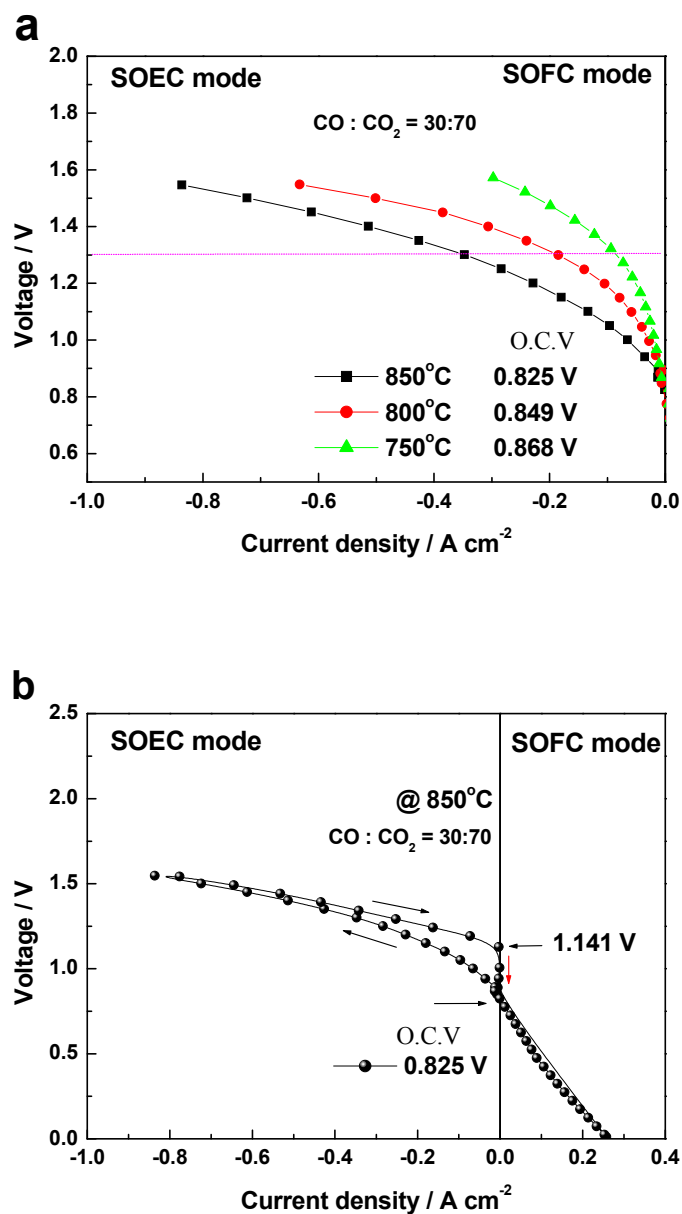 a
2.0
SOEC mode
SOFC mode
1.8
CO : CO₂ = 30:70
1.6
1.4
1.2
1.0
0.8
0.6
Voltage / V
O.C.V
850°C 0.825 V
800°C 0.849 V
750°C 0.868 V
-1.0 -0.8 -0.6 -0.4 -0.2 0.0
Current density / A cm⁻²
b
2.5
SOEC mode
SOFC mode
2.0
@ 850°C
CO : CO₂ = 30:70
1.5
1.141 V
1.0
0.5
0.0
Voltage / V
O.C.V
0.825 V
-1.0 -0.8 -0.6 -0.4 -0.2 0.0 0.2 0.4
Current density / A cm⁻²